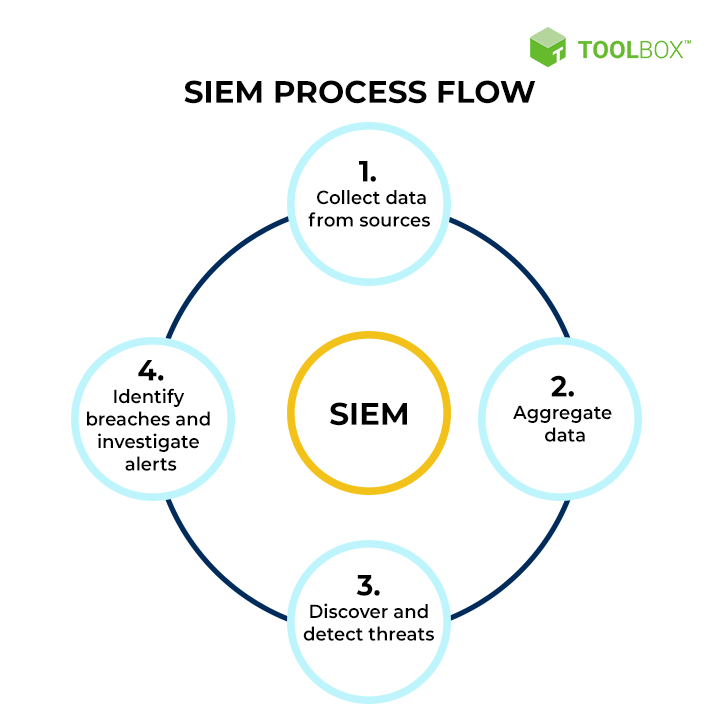 TOOLBOX™
SIEM PROCESS FLOW
1.
Collect data
from sources
2.
Aggregate
data
3.
Discover and
detect threats
4.
Identify
breaches and
investigate
alerts
SIEM